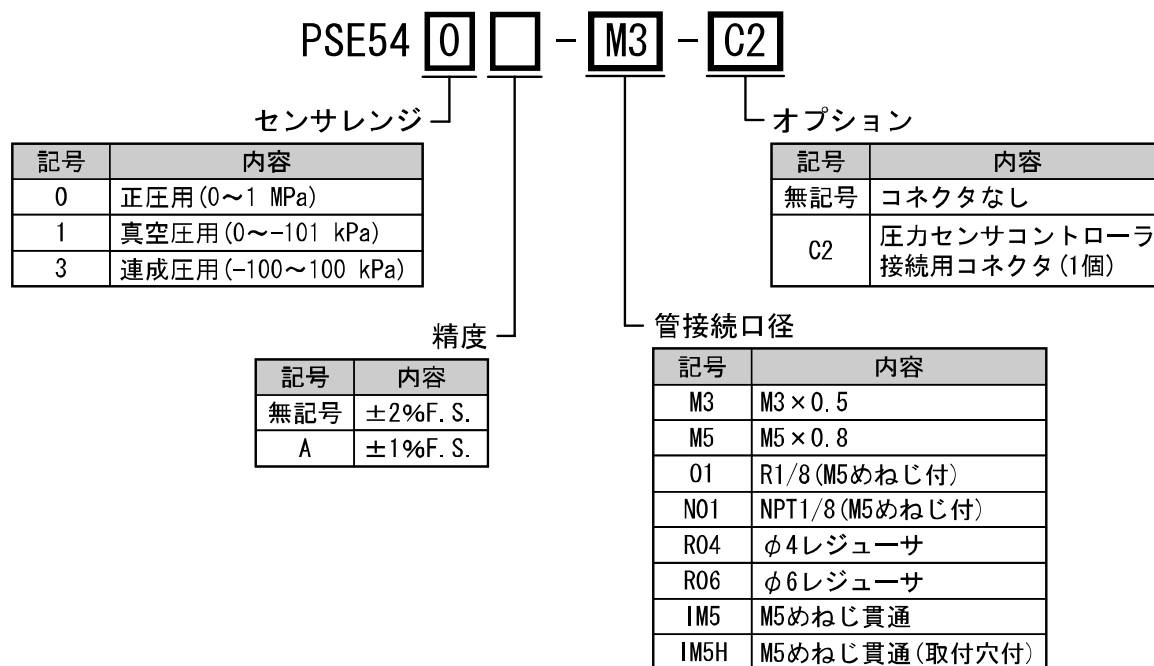 PSE54 0 - M3 - C2
センサレンジ
記号 内容
0 正圧用(0～1 MPa)
1 真空圧用(0～-101 kPa)
3 連成圧用(-100～100 kPa)
オプション
記号 内容
無記号 コネクタなし
C2 圧力センサコントローラ
接続用コネクタ(1個)
精度
記号 内容
無記号 ±2%F.S.
A ±1%F.S.
管接続口径
記号 内容
M3 M3×0.5
M5 M5×0.8
01 R1/8(M5めねじ付)
N01 NPT1/8(M5めねじ付)
R04 φ4レジューサ
R06 φ6レジューサ
IM5 M5めねじ貫通
IM5H M5めねじ貫通(取付穴付)